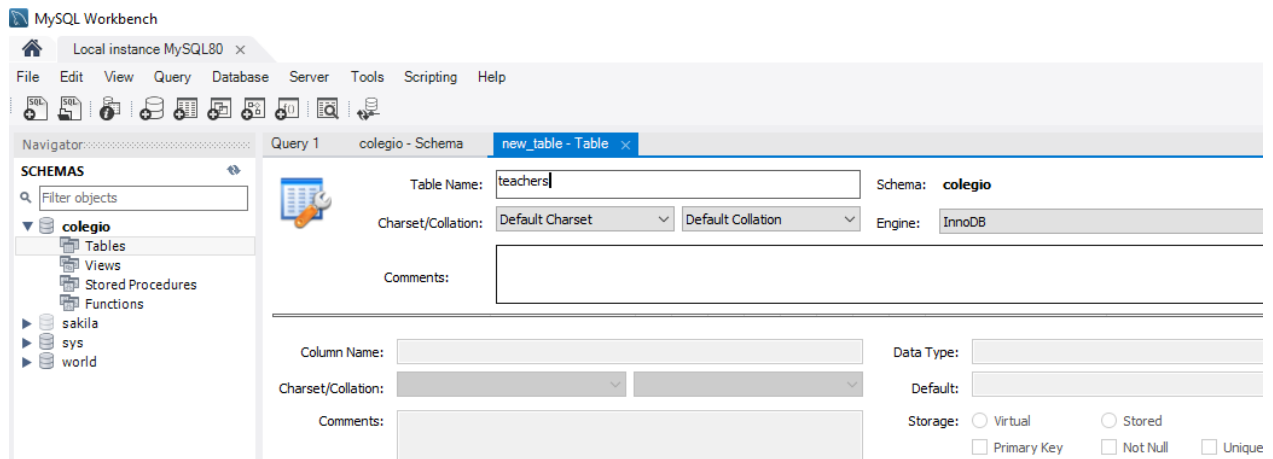 MySQL Workbench
Local instance MySQL80
File Edit View Query Database Server Tools Scripting Help
Navigator
SCHEMAS
Filter objects
colegio
Tables
Views
Stored Procedures
Functions
sakila
sys
world
Query 1 colegio - Schema new_table - Table
Table Name: teachers Schema: colegio
Charset/Collation: Default Charset Default Collation Engine: InnoDB
Comments:
Column Name: Data Type:
Charset/Collation: Default:
Comments: Storage: Virtual Stored
Primary Key Not Null Unique